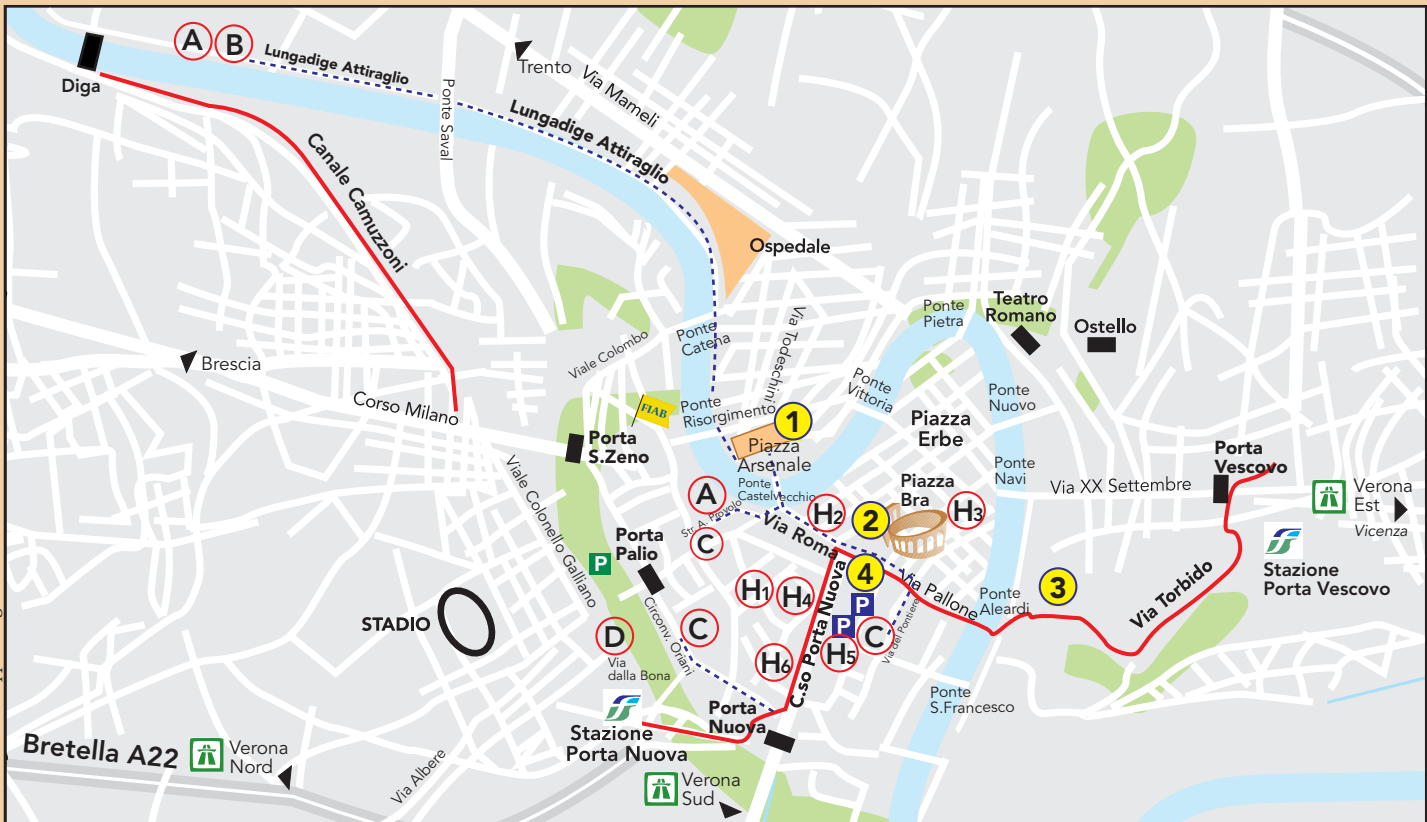 A
B
Lungadige Attiraglio
Diga
Trento
Via Mameli
Ponte Saval
Lungadige Attiraglio
Canale Camuzzoni
Ospedale
Brescia
Corso Milano
Viale Colombo
Ponte
Catena
Via Todeschini
Ponte
Pietra
Teatro
Romano
Ostello
Ponte
Vittoria
Ponte
Nuovo
FIAB
Ponte
Risorgimento
1
Piazza
Arsenale
Piazza
Erbe
Porta
S.Zeno
Ponte
Navi
Porta
Vescovo
Via XX Settembre
Verona
Est
Vicenza
Viale Colonello Galliano
A
Ponte
Castelvecchio
Str. A. Provolo
C
Via Roma
H2
2
Piazza
Bra
H3
Porta
Palio
P
Stazione
Porta Vescovo
4
Via Pallone
3
Ponte
Aleardi
Via Torbido
H1
H4
P
P
C.so Porta Nuova
STADIO
D
Via
dalla Bona
Circonv. Oriani
C
H5
C
Via del Pontiere
H6
Ponte
S.Francesco
Porta
Nuova
Stazione
Porta Nuova
Bretella A22
Verona
Nord
Via Albere
Verona
Sud